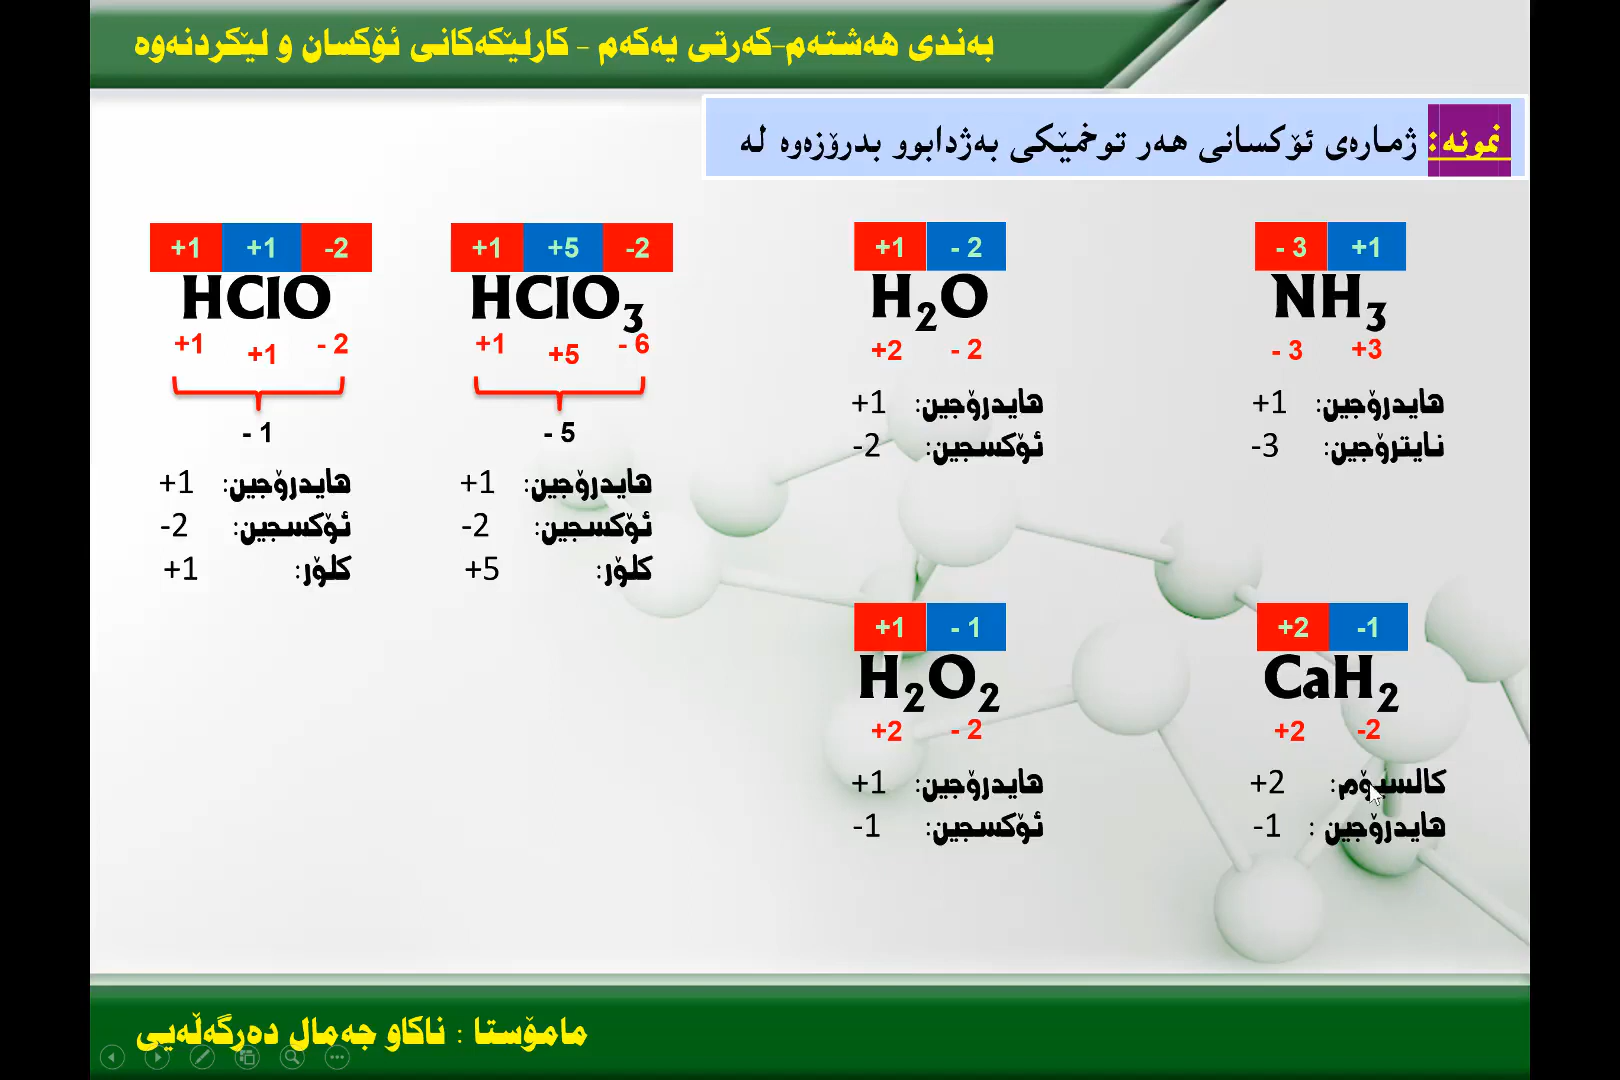 بەندی هەشتەم-کەرتی یەکەم - کارلێکەکانی ئۆکسان و لێکردنەوە
نمونە: ژمارەی ئۆکسانی هەر توخمێکی بەژدابوو بدرۆزەوە لە
- 3 +1
NH3
- 3 +3
هایدرۆجین: +1
نایترۆجین: -3
+1 - 2
H2O
+2 - 2
هایدرۆجین: +1
ئۆکسجین: -2
+1 +5 -2
HClO3
+1 +5 - 6
- 5
هایدرۆجین: +1
ئۆکسجین: -2
کلۆر: +5
+1 +1 -2
HClO
+1 +1 - 2
- 1
هایدرۆجین: +1
ئۆکسجین: -2
کلۆر: +1
+2 -1
CaH2
+2 -2
کالسیۆم: +2
هایدرۆجین : -1
+1 - 1
H2O2
+2 - 2
هایدرۆجین: +1
ئۆکسجین: -1
مامۆستا : ئاکاو جەمال دەرگەڵەیی